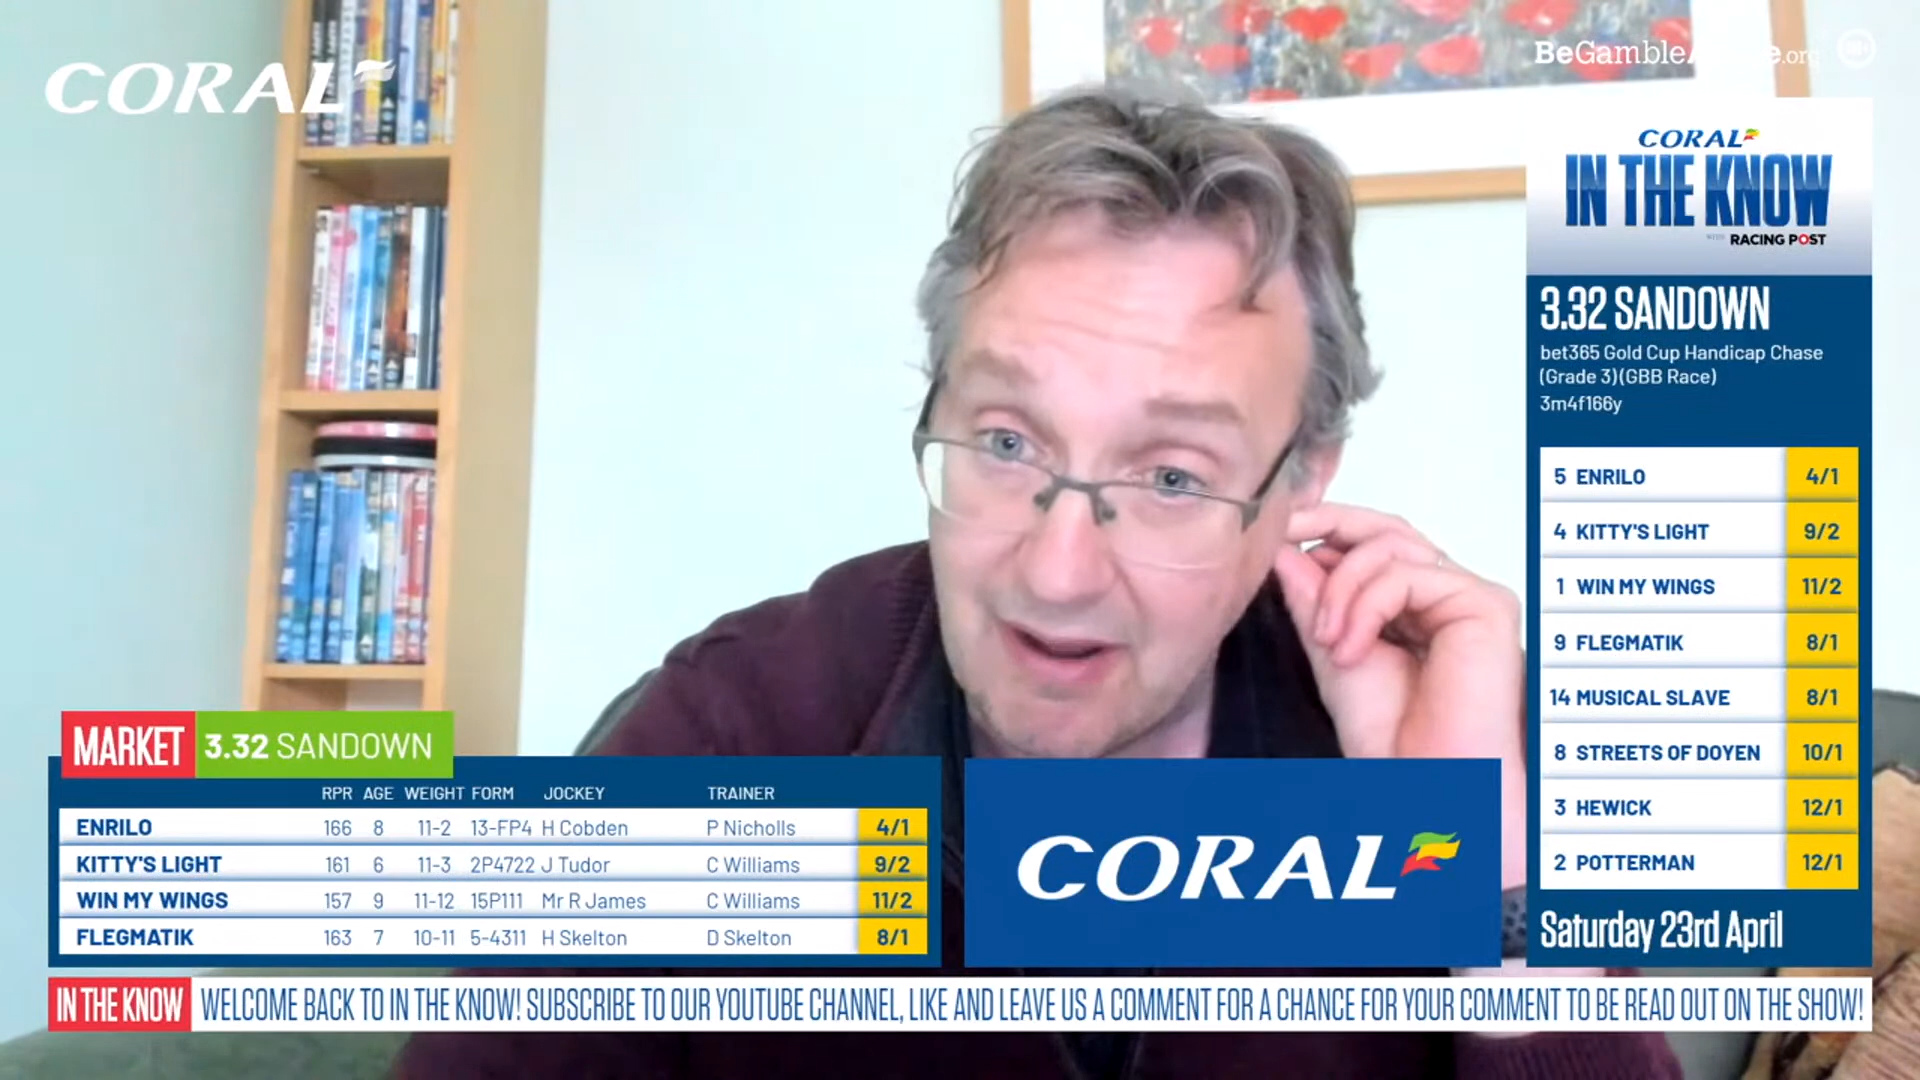 CORAL
BeGamble
e.org
18+
CORAL
IN THE KNOW
WITH RACING POST
3.32 SANDOWN
bet365 Gold Cup Handicap Chase
(Grade 3)(GBB Race)
3m4f166y
5 ENRILO 4/1
4 KITTY'S LIGHT 9/2
1 WIN MY WINGS 11/2
9 FLEGMATIK 8/1
14 MUSICAL SLAVE 8/1
8 STREETS OF DOYEN 10/1
3 HEWICK 12/1
2 POTTERMAN 12/1
Saturday 23rd April
MARKET 3.32 SANDOWN
RPR AGE WEIGHT FORM JOCKEY TRAINER
ENRILO 166 8 11-2 13-FP4 H Cobden P Nicholls 4/1
KITTY'S LIGHT 161 6 11-3 2P4722 J Tudor C Williams 9/2
WIN MY WINGS 157 9 11-12 15P111 Mr R James C Williams 11/2
FLEGMATIK 163 7 10-11 5-4311 H Skelton D Skelton 8/1
CORAL
IN THE KNOW WELCOME BACK TO IN THE KNOW! SUBSCRIBE TO OUR YOUTUBE CHANNEL, LIKE AND LEAVE US A COMMENT FOR A CHANCE FOR YOUR COMMENT TO BE READ OUT ON THE SHOW!